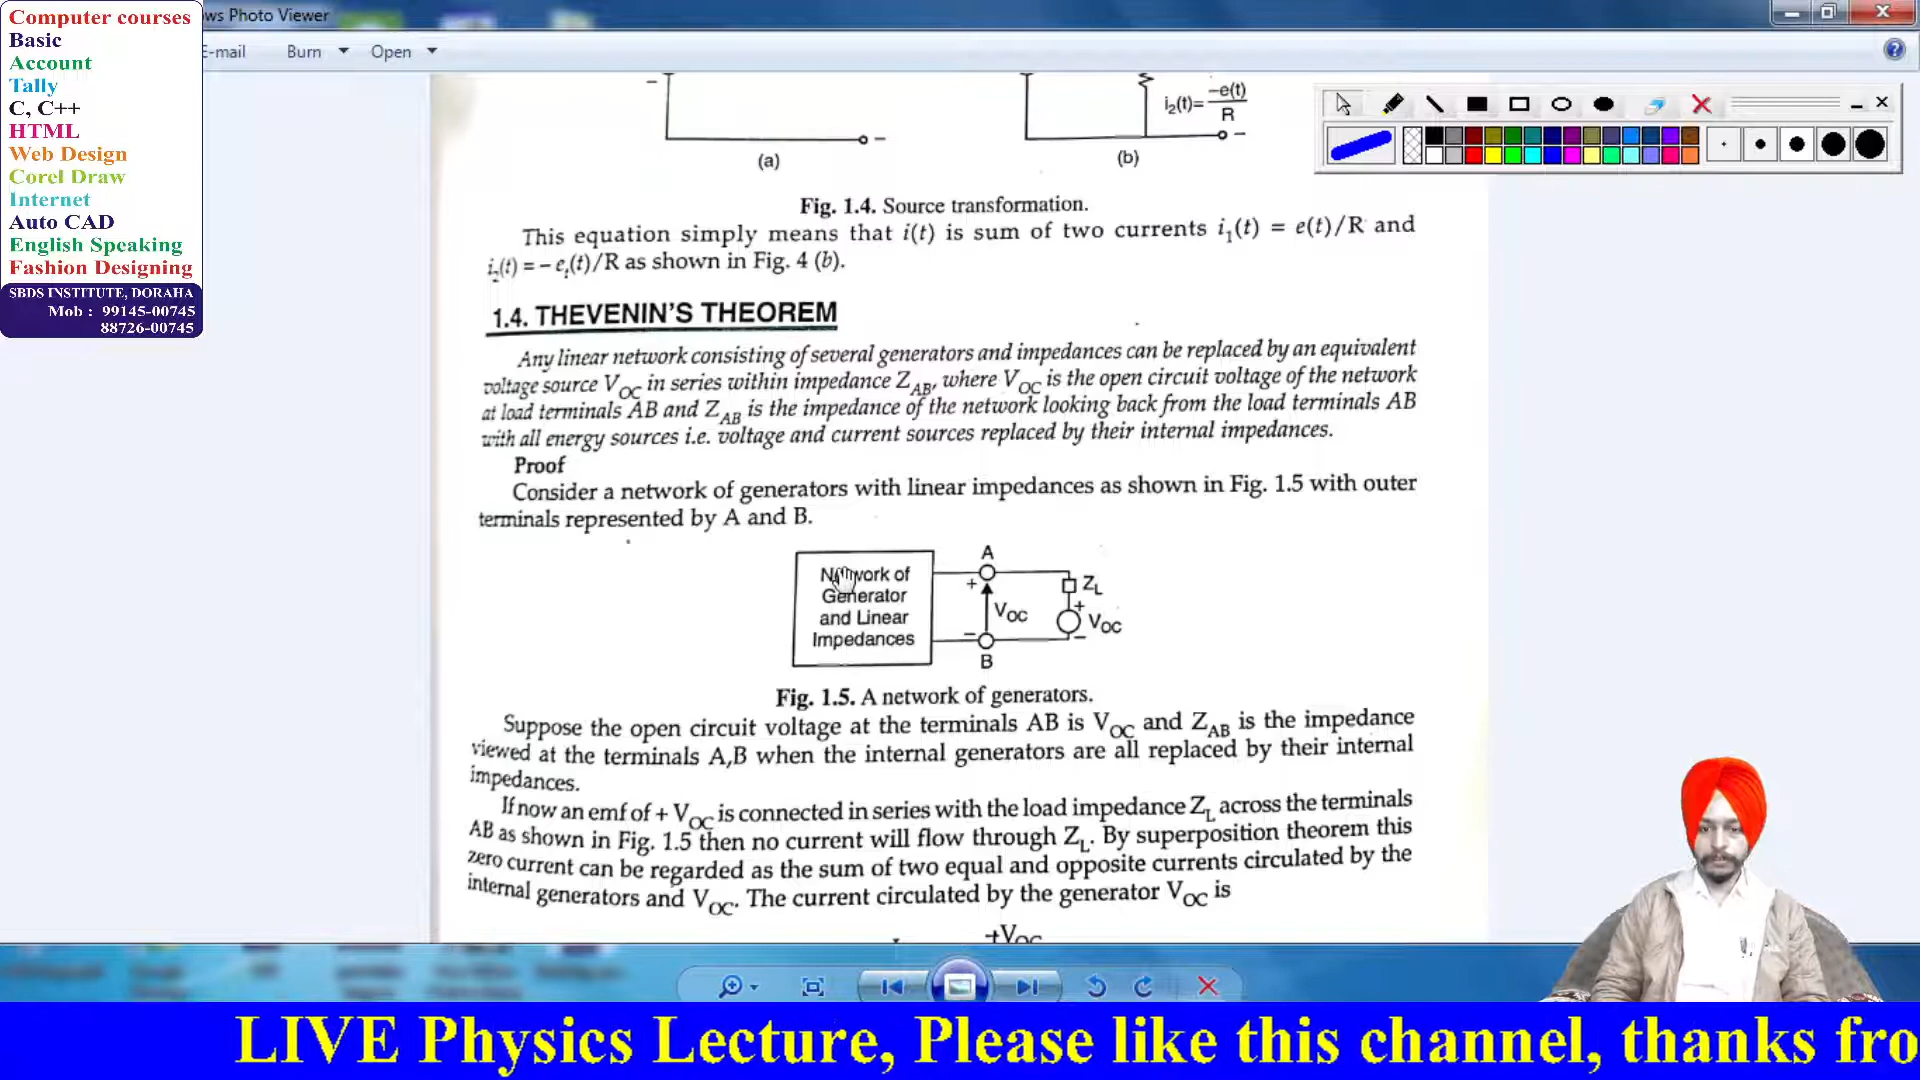 Computer courses
Basic
Account
Tally
C, C++
HTML
Web Design
Corel Draw
Internet
Auto CAD
English Speaking
Fashion Designing
SBDS INSTITUTE, DORAHA
Mob : 99145-00745
88726-00745
ws Photo Viewer
E-mail Burn Open
i2(t)= -e(t)
R
(a) (b)
Fig. 1.4. Source transformation.
This equation simply means that i(t) is sum of two currents i1(t) = e(t)/R and
i2(t) = – ei(t)/R as shown in Fig. 4 (b).
1.4. THEVENIN'S THEOREM
Any linear network consisting of several generators and impedances can be replaced by an equivalent
voltage source VOC in series within impedance ZAB, where VOC is the open circuit voltage of the network
at load terminals AB and ZAB is the impedance of the network looking back from the load terminals AB
with all energy sources i.e. voltage and current sources replaced by their internal impedances.
Proof
Consider a network of generators with linear impedances as shown in Fig. 1.5 with outer
terminals represented by A and B.
Network of
Generator
and Linear
Impedances
A
+
VOC
–
B
ZL
+
VOC
–
Fig. 1.5. A network of generators.
Suppose the open circuit voltage at the terminals AB is VOC and ZAB is the impedance
viewed at the terminals A,B when the internal generators are all replaced by their internal
impedances.
If now an emf of + VOC is connected in series with the load impedance ZL across the terminals
AB as shown in Fig. 1.5 then no current will flow through ZL. By superposition theorem this
zero current can be regarded as the sum of two equal and opposite currents circulated by the
internal generators and VOC. The current circulated by the generator VOC is
+VOC
LIVE Physics Lecture, Please like this channel, thanks fro